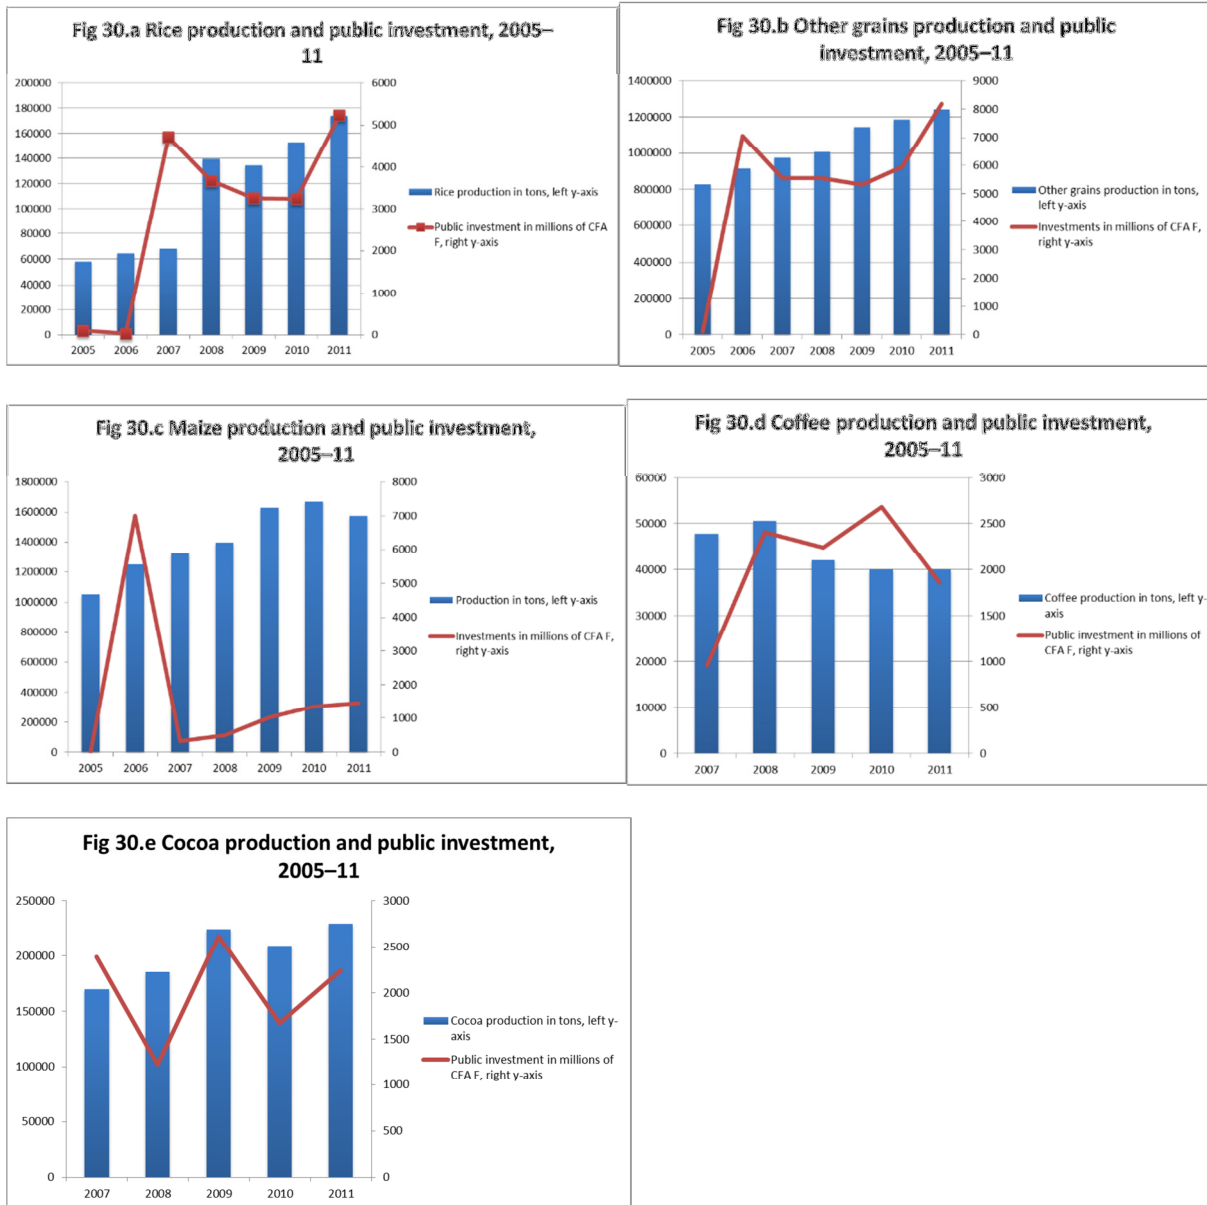 Fig 30.a Rice production and public investment, 2005–
11
200000
180000
160000
140000
120000
100000
80000
60000
40000
20000
0
6000
5000
4000
3000
2000
1000
0
2005 2006 2007 2008 2009 2010 2011
Rice production in tons, left y-axis
Public investment in millions of CFA
F, right y-axis
Fig 30.b Other grains production and public
investment, 2005–11
1400000
1200000
1000000
800000
600000
400000
200000
0
9000
8000
7000
6000
5000
4000
3000
2000
1000
0
2005 2006 2007 2008 2009 2010 2011
Other grains production in tons,
left y-axis
Investments in millions of CFA F,
right y-axis
Fig 30.c Maize production and public investment,
2005–11
1800000
1600000
1400000
1200000
1000000
800000
600000
400000
200000
0
8000
7000
6000
5000
4000
3000
2000
1000
0
2005 2006 2007 2008 2009 2010 2011
Production in tons, left y-axis
Investments in millions of CFA F,
right y-axis
Fig 30.d Coffee production and public investment,
2005–11
60000
50000
40000
30000
20000
10000
0
3000
2500
2000
1500
1000
500
0
2007 2008 2009 2010 2011
Coffee production in tons, left y-
axis
Public investment in millions of
CFA F, right y-axis
Fig 30.e Cocoa production and public investment,
2005–11
250000
200000
150000
100000
50000
0
3000
2500
2000
1500
1000
500
0
2007 2008 2009 2010 2011
Cocoa production in tons, left y-
axis
Public investment in millions of
CFA F, right y-axis